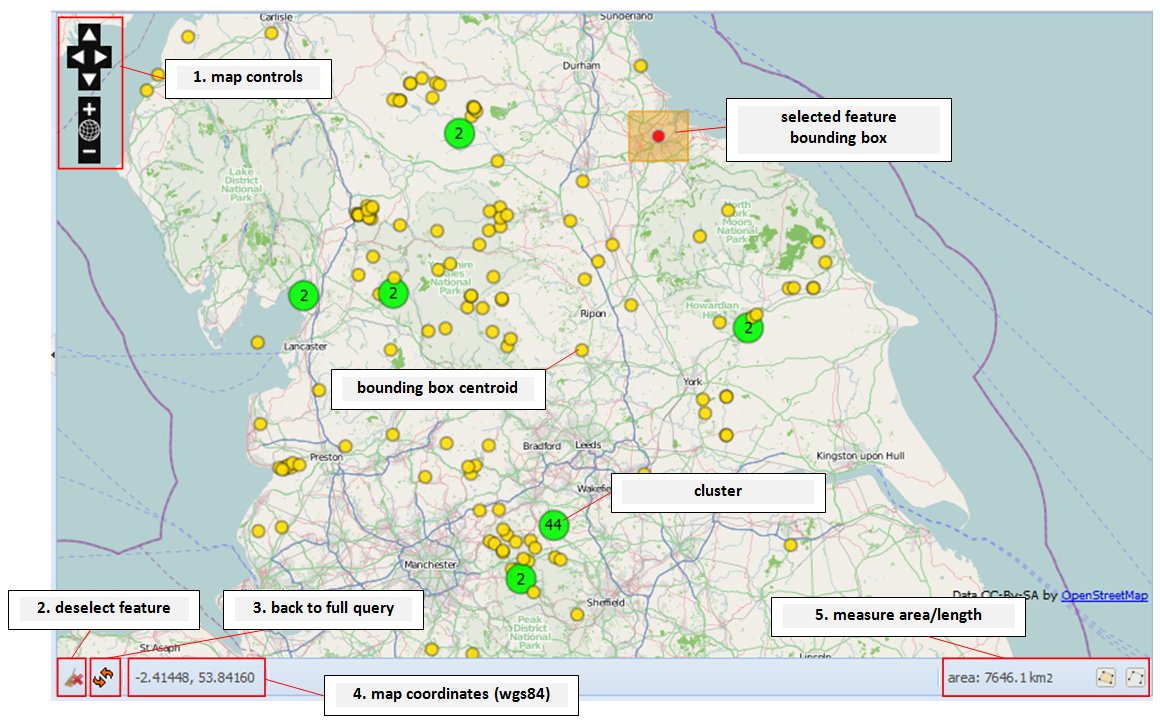 Carlisle
Sunderland
1. map controls
Durham
selected feature
bounding box
2
Lake
District
National
Park
North
York
Moors
National
Park
National
Park
2
2
Howardian
2
Ripon
Lancaster
bounding box centroid
York
Bradford
Leeds
Preston
Kingston upon Hull
cluster
44
Manchester
2
Sheffield
Data CC-By-SA by OpenStreetMap
2. deselect feature
3. back to full query
5. measure area/length
Peak
District
National
Park
St Asaph
Lincoln
-2.41448, 53.84160
area: 7646.1 km2
4. map coordinates (wgs84)